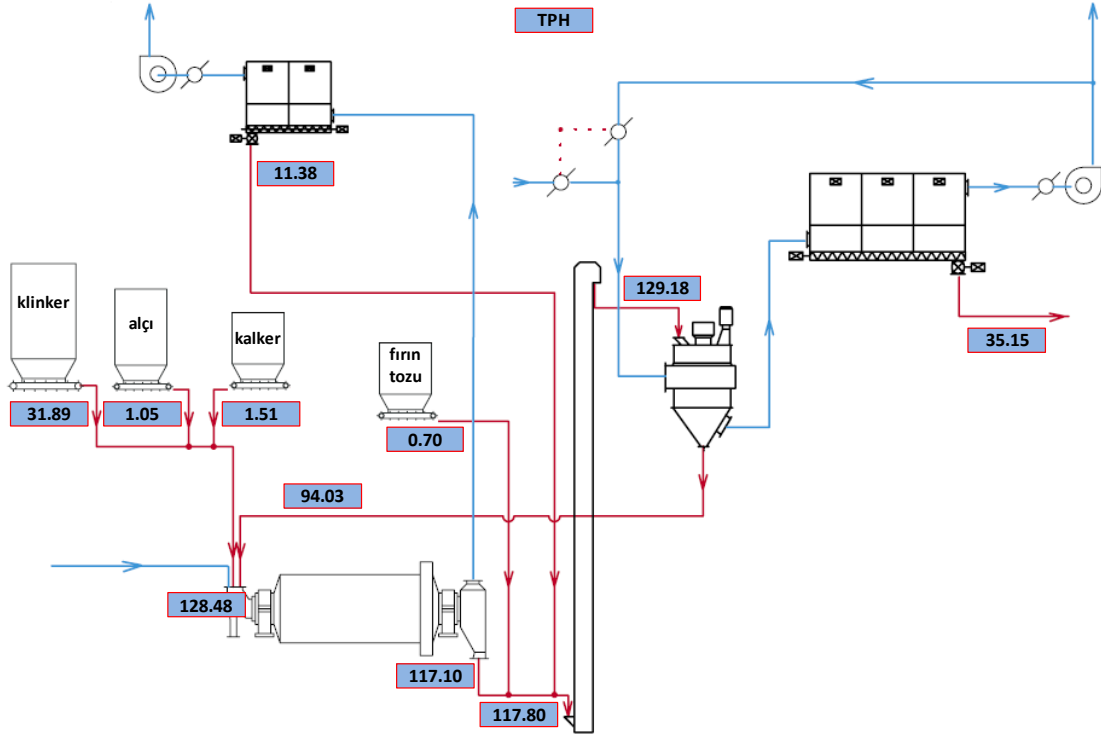 TPH
11.38
129.18
35.15
klinker
alçı
kalker
fırın
tozu
31.89
1.05
1.51
0.70
94.03
128.48
117.10
117.80